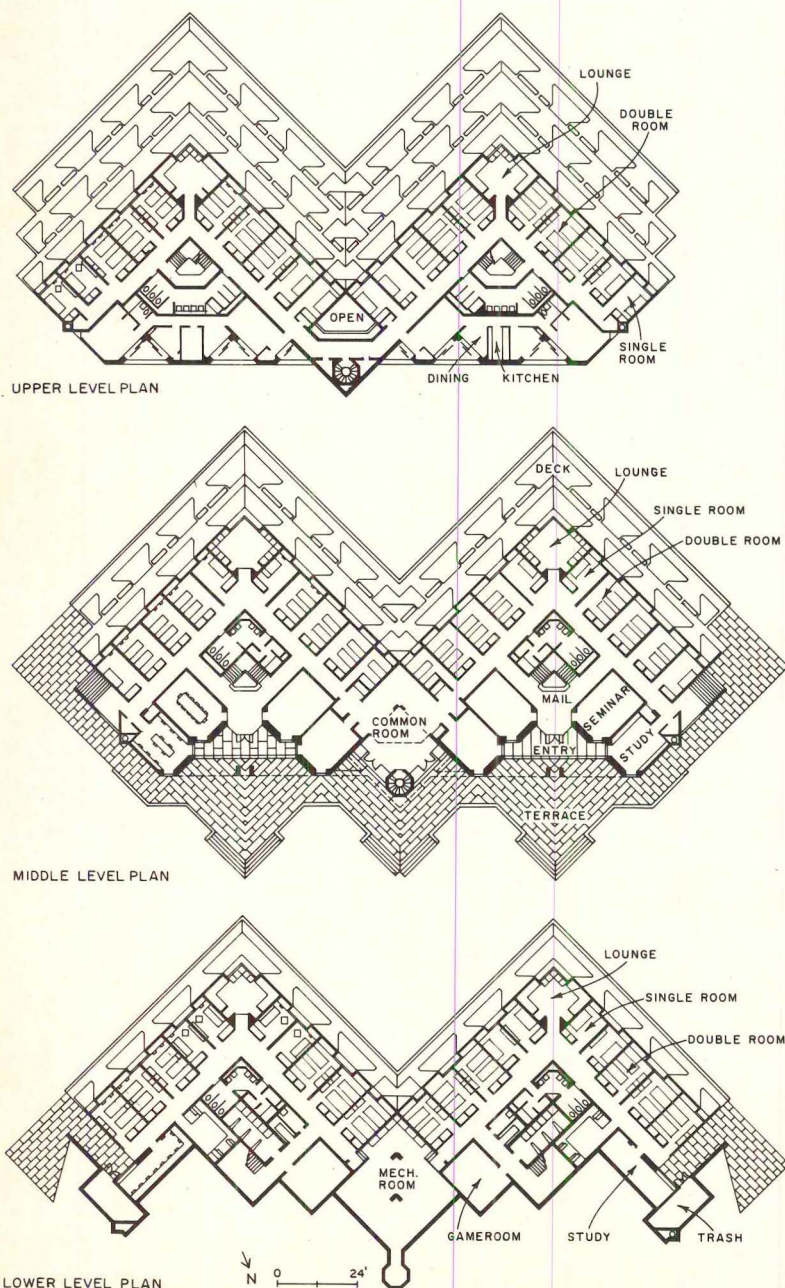 LOUNGE
DOUBLE
ROOM
OPEN
SINGLE
ROOM
DINING
KITCHEN
UPPER LEVEL PLAN
DECK
LOUNGE
SINGLE ROOM
DOUBLE ROOM
MAIL
SEMINAR
COMMON
ROOM
STUDY
ENTRY
TERRACE
MIDDLE LEVEL PLAN
LOUNGE
SINGLE ROOM
DOUBLE ROOM
MECH.
ROOM
GAMEROOM
STUDY
TRASH
LOWER LEVEL PLAN
N
0 24'